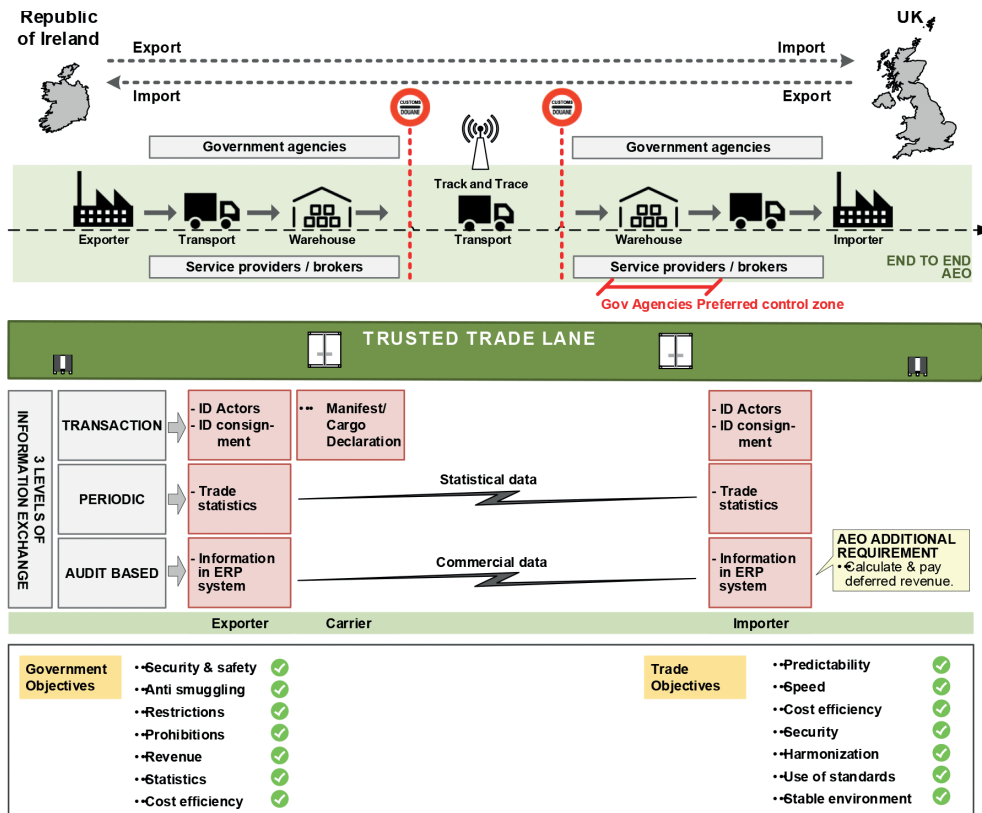 Republic
of Ireland
UK
Export
Import
Import
Export
CUSTOMS
DOUANE
CUSTOMS
DOUANE
Government agencies
Government agencies
Track and Trace
Exporter
Transport
Warehouse
Transport
Warehouse
Importer
Service providers / brokers
Service providers / brokers
END TO END
AEO
Gov Agencies Preferred control zone
TRUSTED TRADE LANE
3 LEVELS OF
INFORMATION EXCHANGE
TRANSACTION
- ID Actors
- ID consign-
ment
••• Manifest/
Cargo
Declaration
- ID Actors
- ID consign-
ment
PERIODIC
- Trade
statistics
Statistical data
- Trade
statistics
AUDIT BASED
- Information
in ERP
system
Commercial data
- Information
in ERP
system
AEO ADDITIONAL
REQUIREMENT
•• Calculate & pay
deferred revenue.
Exporter
Carrier
Importer
Government
Objectives
•• Security & safety
•• Anti smuggling
•• Restrictions
•• Prohibitions
•• Revenue
•• Statistics
•• Cost efficiency
Trade
Objectives
•• Predictability
•• Speed
•• Cost efficiency
•• Security
•• Harmonization
•• Use of standards
•• Stable environment